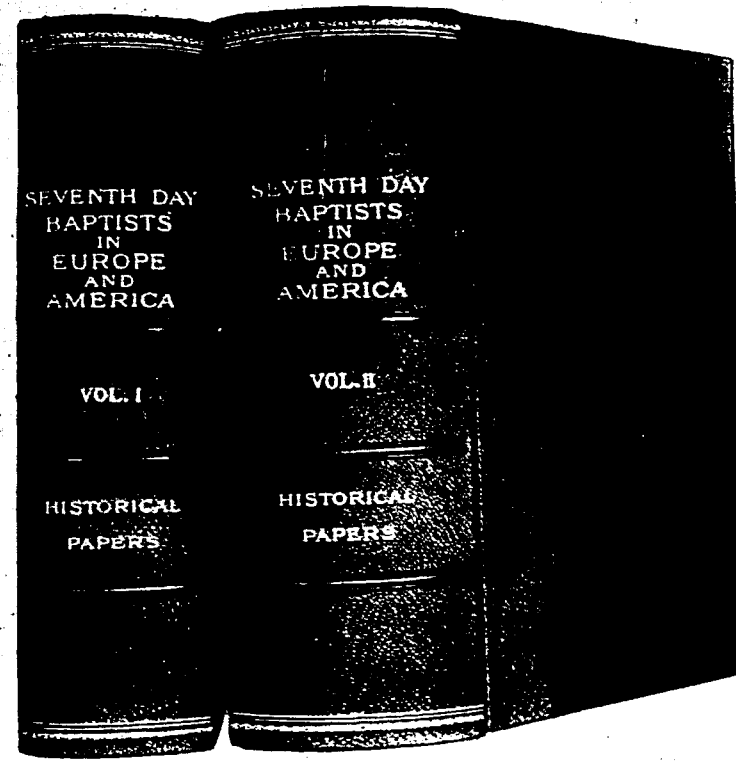 SEVENTH DAY
BAPTISTS
IN
EUROPE
AND
AMERICA
VOL. I
HISTORICAL
PAPERS
SEVENTH DAY
BAPTISTS
IN
EUROPE
AND
AMERICA
VOL. II
HISTORICAL
PAPERS